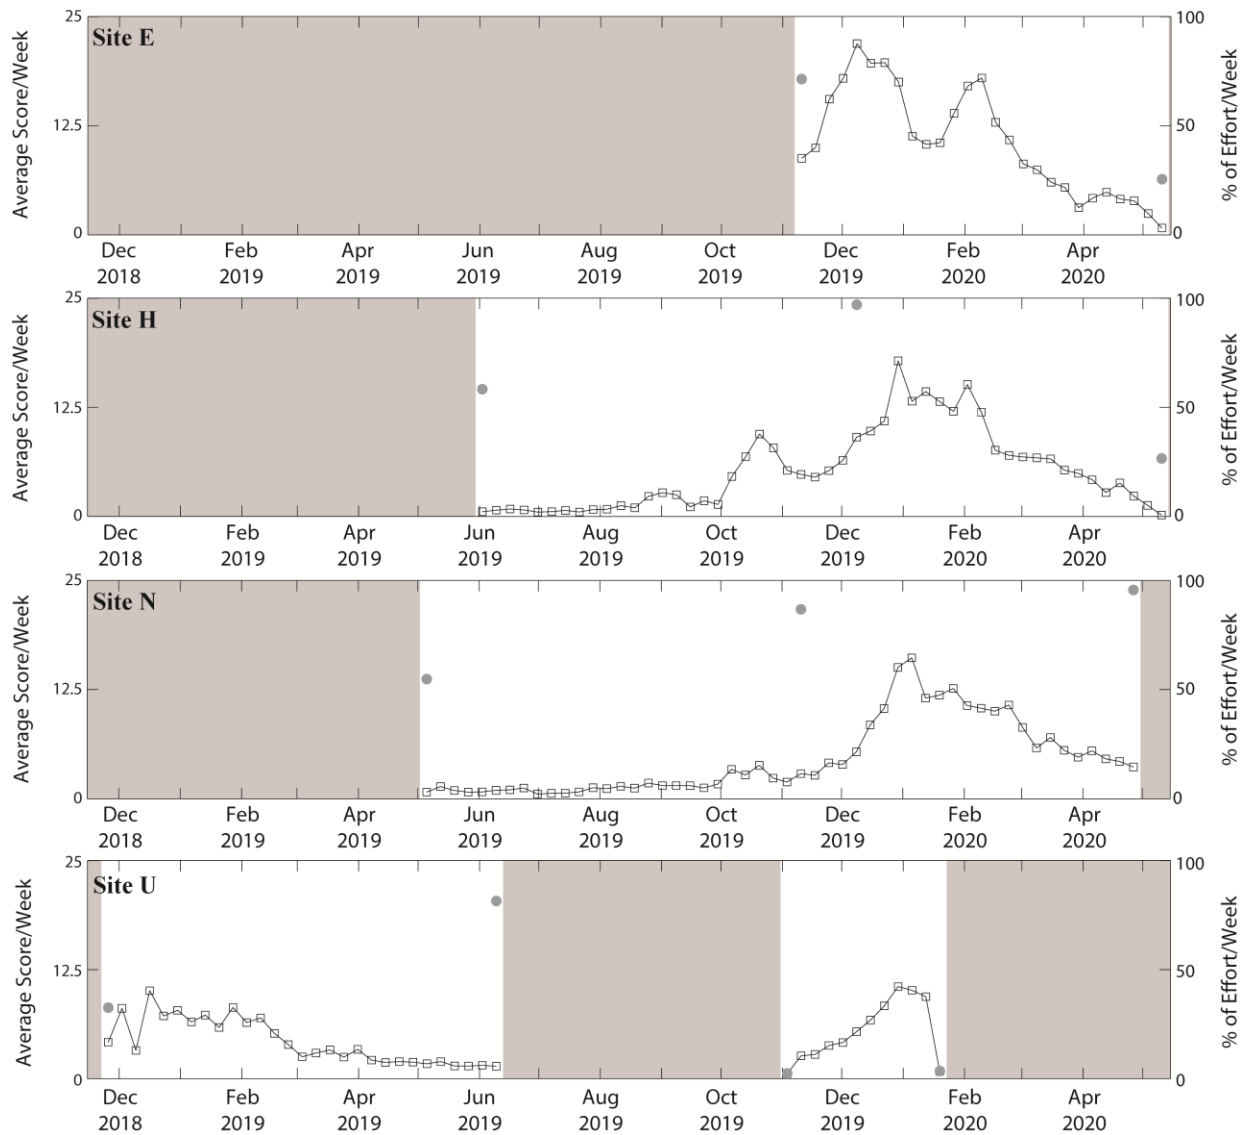 Site E
Average Score/Week
25
12.5
0
100
50
0
% of Effort/Week
Dec Feb Apr Jun Aug Oct Dec Feb Apr
2018 2019 2019 2019 2019 2019 2019 2020 2020
Site H
Average Score/Week
25
12.5
0
100
50
0
% of Effort/Week
Dec Feb Apr Jun Aug Oct Dec Feb Apr
2018 2019 2019 2019 2019 2019 2019 2020 2020
Site N
Average Score/Week
25
12.5
0
100
50
0
% of Effort/Week
Dec Feb Apr Jun Aug Oct Dec Feb Apr
2018 2019 2019 2019 2019 2019 2019 2020 2020
Site U
Average Score/Week
25
12.5
0
100
50
0
% of Effort/Week
Dec Feb Apr Jun Aug Oct Dec Feb Apr
2018 2019 2019 2019 2019 2019 2019 2020 2020